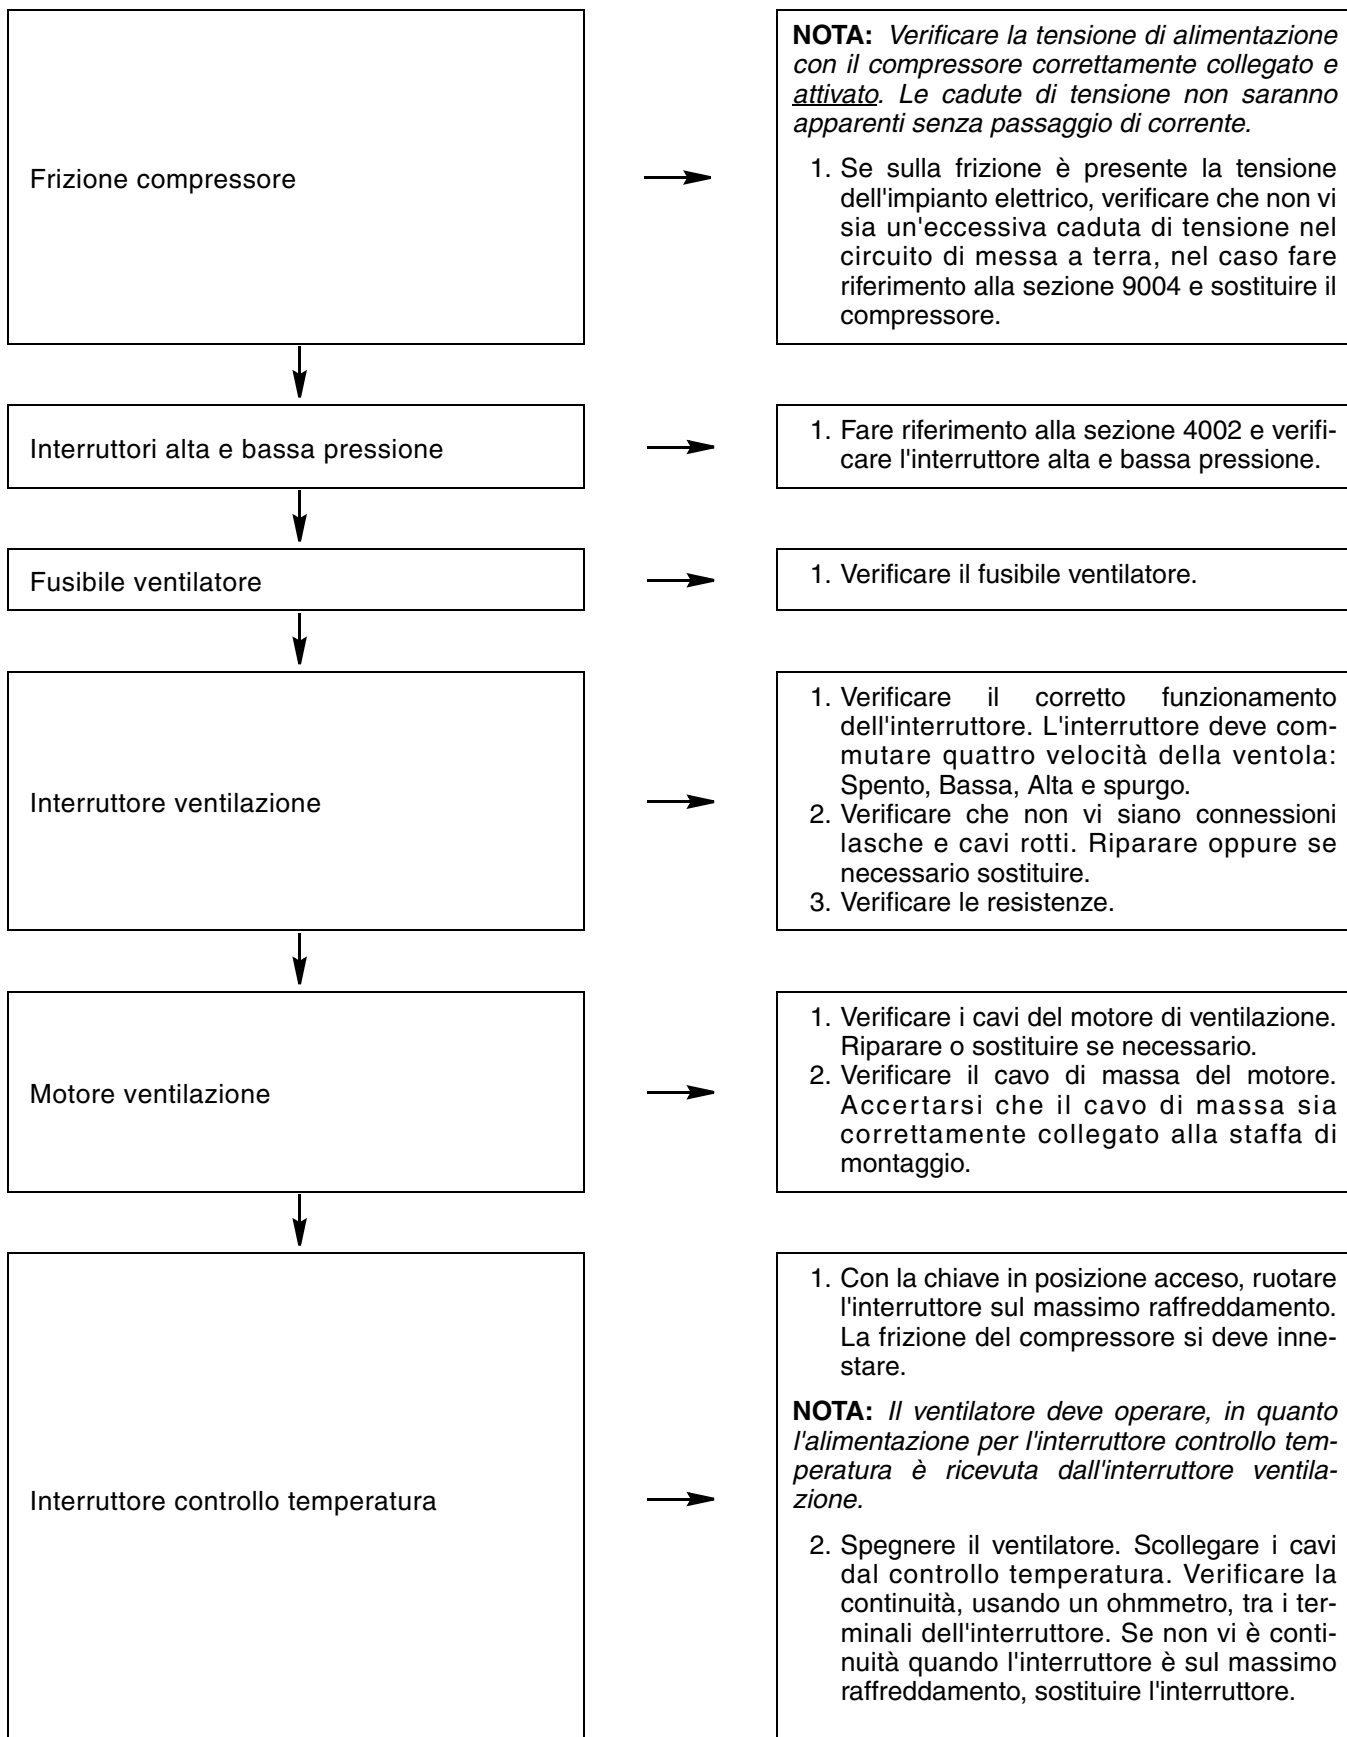 Frizione compressore
NOTA: Verificare la tensione di alimentazione
con il compressore correttamente collegato e
attivato. Le cadute di tensione non saranno
apparenti senza passaggio di corrente.
1. Se sulla frizione è presente la tensione
dell'impianto elettrico, verificare che non vi
sia un'eccessiva caduta di tensione nel
circuito di messa a terra, nel caso fare
riferimento alla sezione 9004 e sostituire il
compressore.
Interruttori alta e bassa pressione
1. Fare riferimento alla sezione 4002 e verifi-
care l'interruttore alta e bassa pressione.
Fusibile ventilatore
1. Verificare il fusibile ventilatore.
Interruttore ventilazione
1. Verificare il corretto funzionamento
dell'interruttore. L'interruttore deve com-
mutare quattro velocità della ventola:
Spento, Bassa, Alta e spurgo.
2. Verificare che non vi siano connessioni
lasche e cavi rotti. Riparare oppure se
necessario sostituire.
3. Verificare le resistenze.
Motore ventilazione
1. Verificare i cavi del motore di ventilazione.
Riparare o sostituire se necessario.
2. Verificare il cavo di massa del motore.
Accertarsi che il cavo di massa sia
correttamente collegato alla staffa di
montaggio.
Interruttore controllo temperatura
1. Con la chiave in posizione acceso, ruotare
l'interruttore sul massimo raffreddamento.
La frizione del compressore si deve inne-
stare.
NOTA: Il ventilatore deve operare, in quanto
l'alimentazione per l'interruttore controllo tem-
peratura è ricevuta dall'interruttore ventila-
zione.
2. Spegnere il ventilatore. Scollegare i cavi
dal controllo temperatura. Verificare la
continuità, usando un ohmmetro, tra i ter-
minali dell'interruttore. Se non vi è conti-
nuità quando l'interruttore è sul massimo
raffreddamento, sostituire l'interruttore.